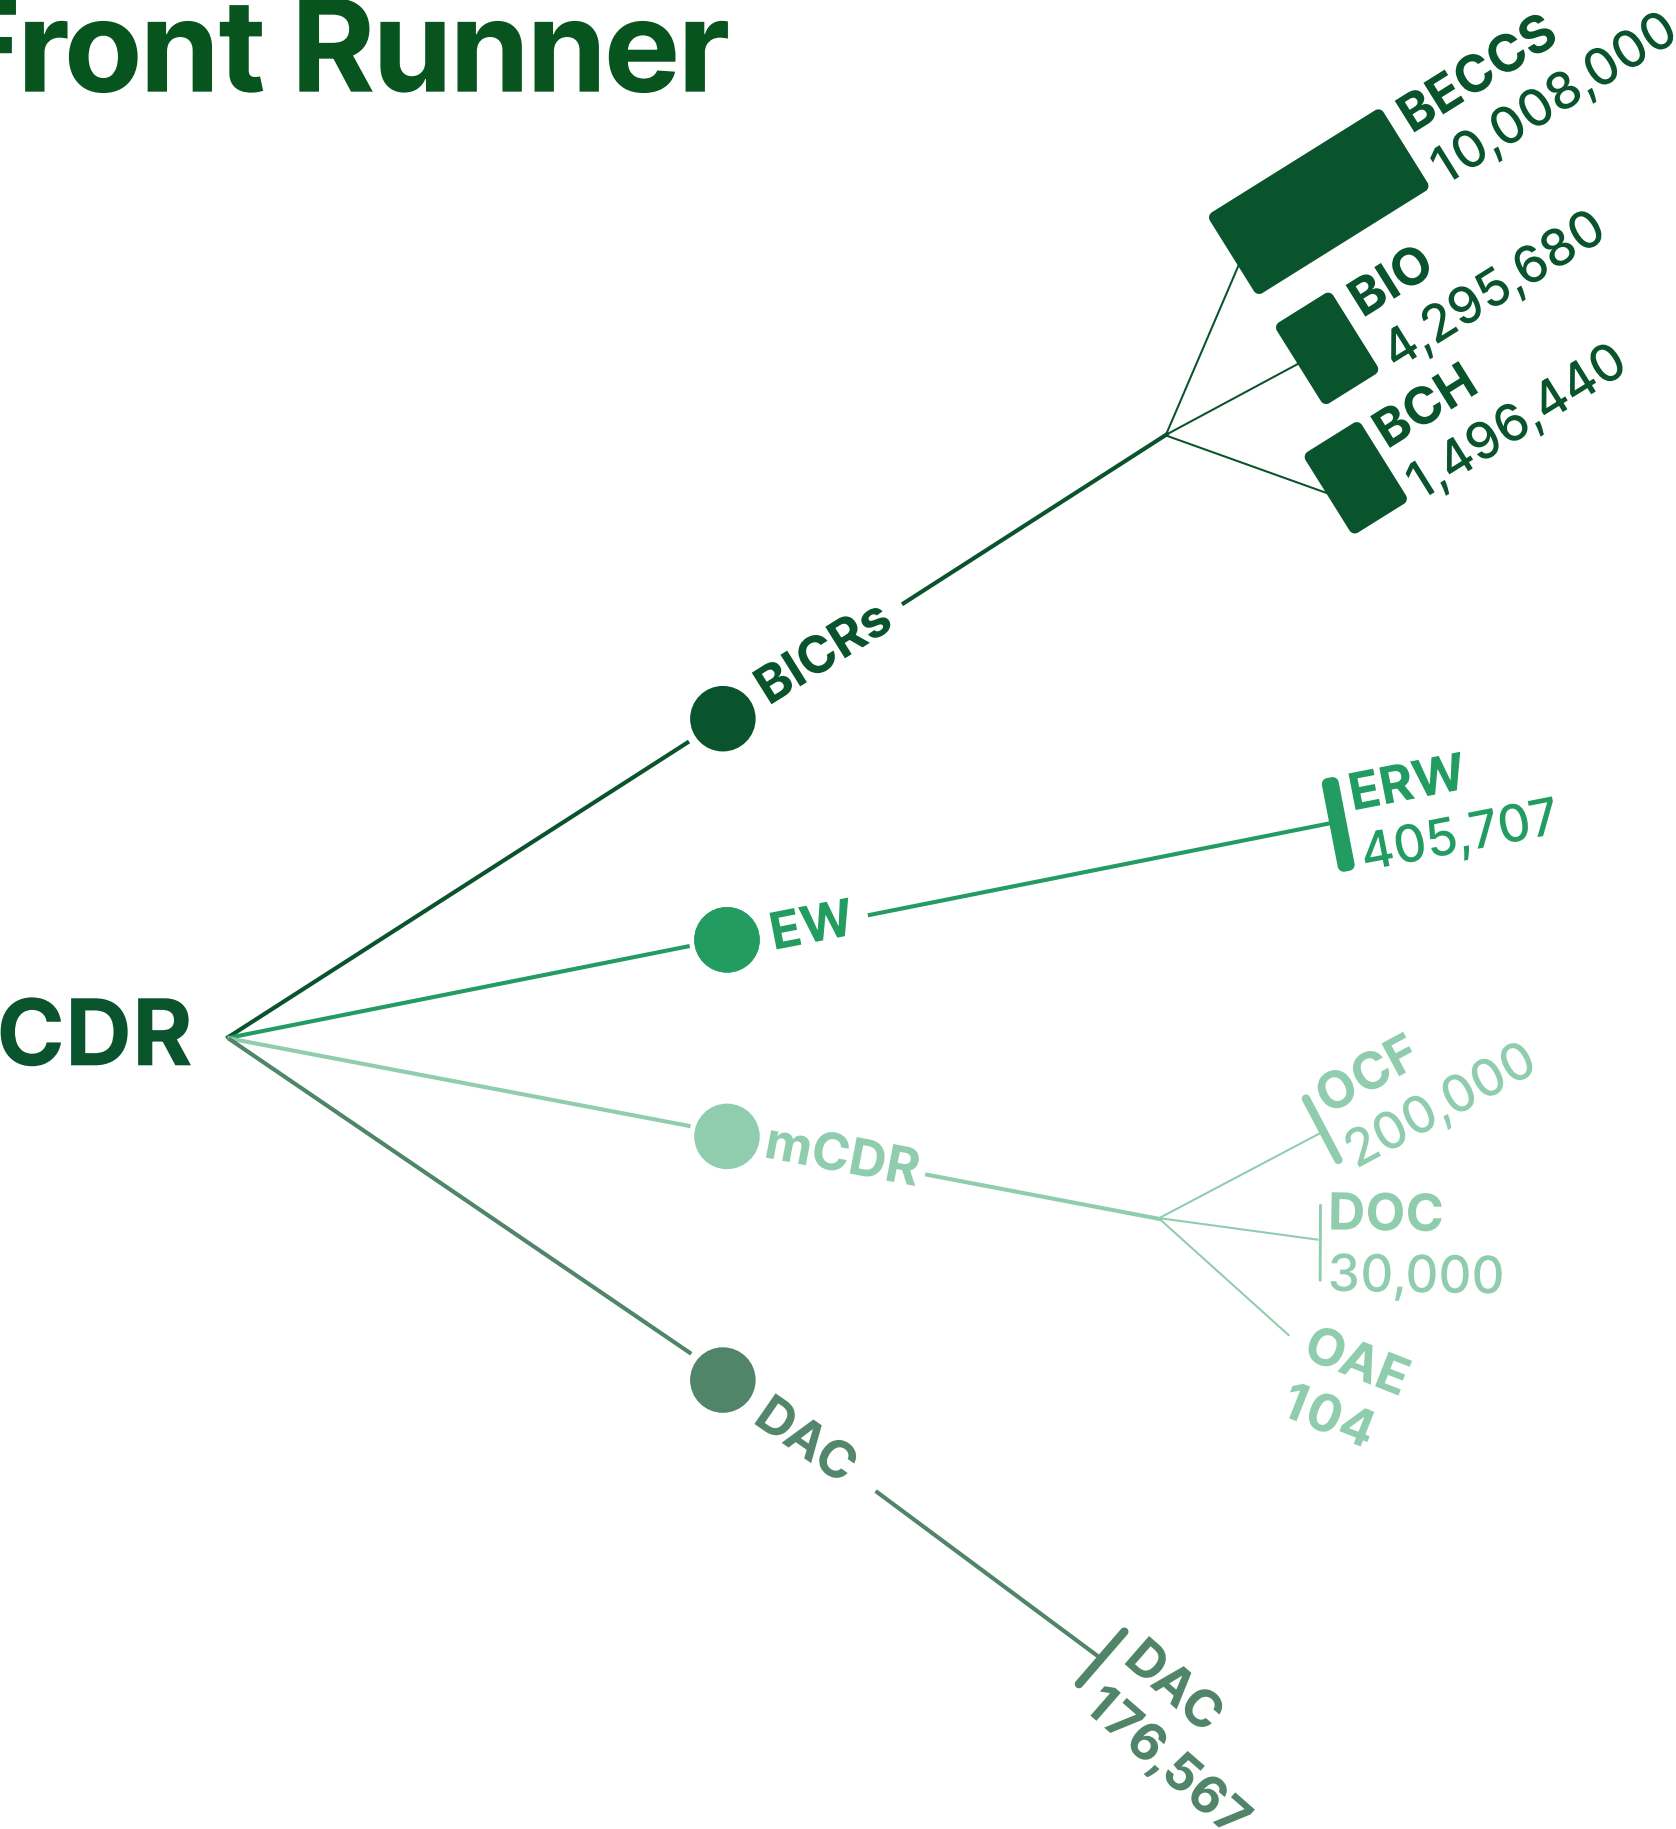 Front Runner
BECCS
10,008,000
BIO
4,295,680
BCH
1,496,440
BICRs
ERW
405,707
EW
CDR
OCF
200,000
mCDR
DOC
30,000
OAE
104
DAC
DAC
176,567